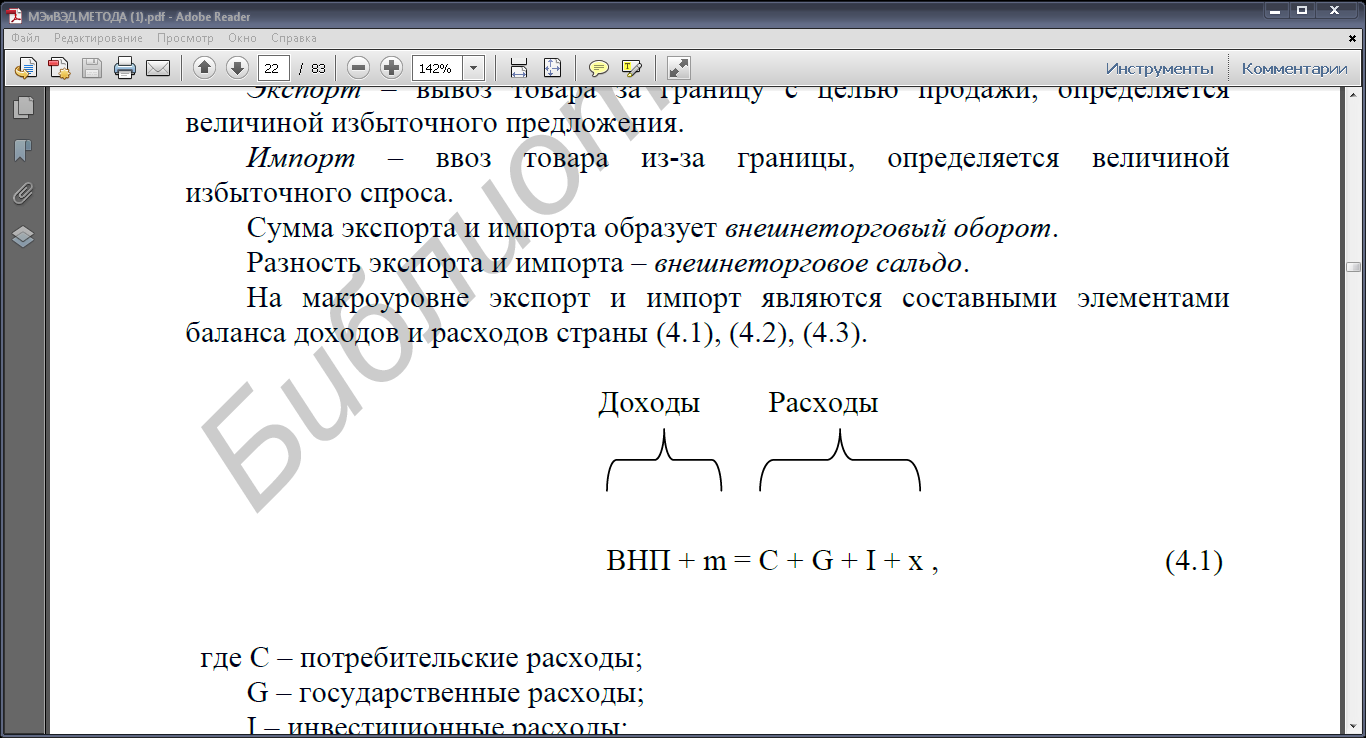 МЭиВЭД МЕТОДА (1).pdf - Adobe Reader
Файл Редактирование Просмотр Окно Справка
22 / 83 142% Инструменты Комментарии
Экспорт – вывоз товара за границу с целью продажи, определяется
величиной избыточного предложения.
Импорт – ввоз товара из-за границы, определяется величиной
избыточного спроса.
Сумма экспорта и импорта образует внешнеторговый оборот.
Разность экспорта и импорта – внешнеторговое сальдо.
На макроуровне экспорт и импорт являются составными элементами
баланса доходов и расходов страны (4.1), (4.2), (4.3).
Доходы Расходы
ВНП + m = C + G + I + x , (4.1)
где C – потребительские расходы;
G – государственные расходы;
I – инвестиционные расходы;
Библиот